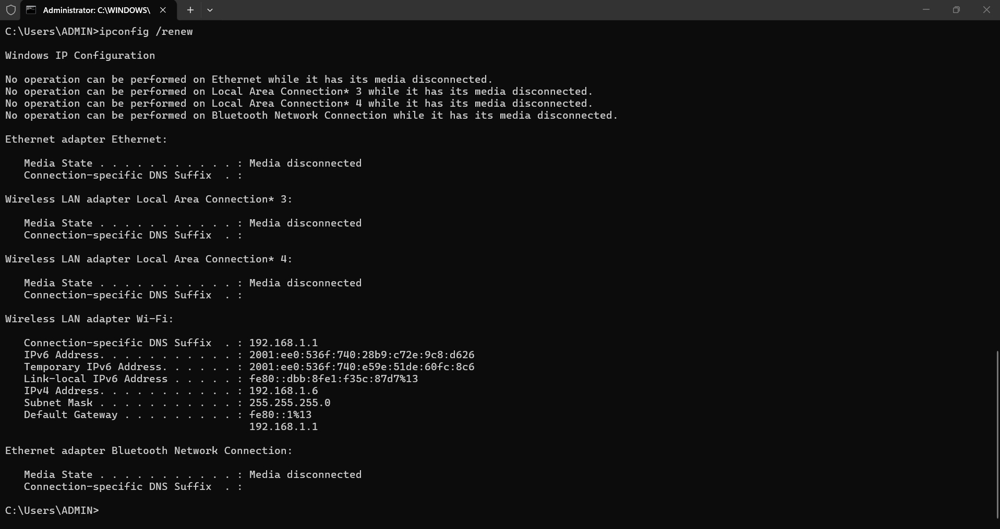 Administrator: C:\WINDOWS\
C:\Users\ADMIN>ipconfig /renew
Windows IP Configuration
No operation can be performed on Ethernet while it has its media disconnected.
No operation can be performed on Local Area Connection* 3 while it has its media disconnected.
No operation can be performed on Local Area Connection* 4 while it has its media disconnected.
No operation can be performed on Bluetooth Network Connection while it has its media disconnected.
Ethernet adapter Ethernet:
   Media State . . . . . . . . . . . : Media disconnected
   Connection-specific DNS Suffix  . :
Wireless LAN adapter Local Area Connection* 3:
   Media State . . . . . . . . . . . : Media disconnected
   Connection-specific DNS Suffix  . :
Wireless LAN adapter Local Area Connection* 4:
   Media State . . . . . . . . . . . : Media disconnected
   Connection-specific DNS Suffix  . :
Wireless LAN adapter Wi-Fi:
   Connection-specific DNS Suffix  . : 192.168.1.1
   IPv6 Address. . . . . . . . . . . : 2001:ee0:536f:740:28b9:c72e:9c8:d626
   Temporary IPv6 Address. . . . . . : 2001:ee0:536f:740:e59e:51de:60fc:8c6
   Link-local IPv6 Address . . . . . : fe80::dbb:8fe1:f35c:87d7%13
   IPv4 Address. . . . . . . . . . . : 192.168.1.6
   Subnet Mask . . . . . . . . . . . : 255.255.255.0
   Default Gateway . . . . . . . . . : fe80::1%13
                                       192.168.1.1
Ethernet adapter Bluetooth Network Connection:
   Media State . . . . . . . . . . . : Media disconnected
   Connection-specific DNS Suffix  . :
C:\Users\ADMIN>